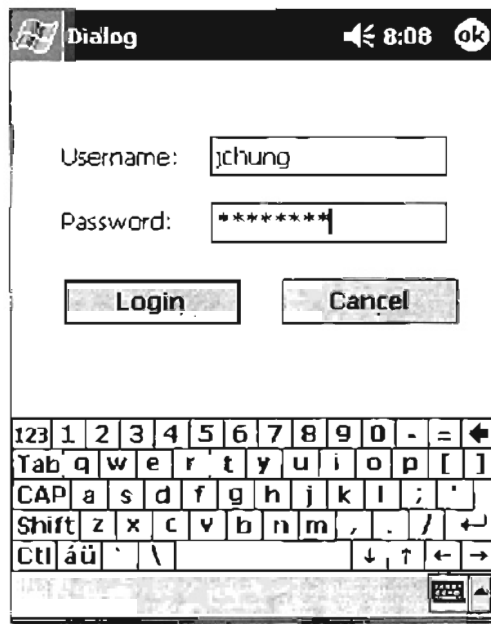 Dialog 8:08 ok
Username: jchung
Password: ********
Login Cancel
123 1 2 3 4 5 6 7 8 9 0 - = ←
Tab q w e r t y u i o p [ ]
CAP a s d f g h j k l ; '
Shift z x c v b n m , . / ↵
Ctl áü ` \ ↓ ↑ ← →